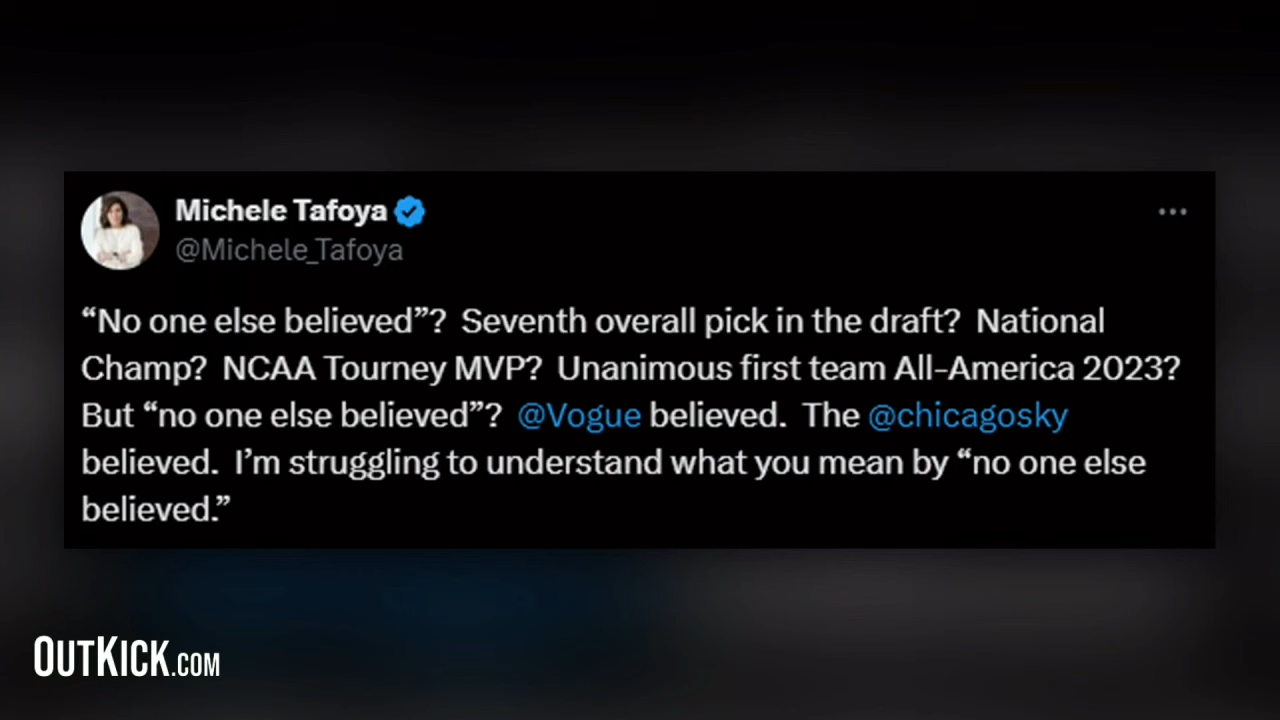 Michele Tafoya
@Michele_Tafoya
“No one else believed”?  Seventh overall pick in the draft?  National
Champ?  NCAA Tourney MVP?  Unanimous first team All-America 2023?
But “no one else believed”?  @Vogue believed.  The @chicagosky
believed.  I’m struggling to understand what you mean by “no one else
believed.”
OUTKICK.COM